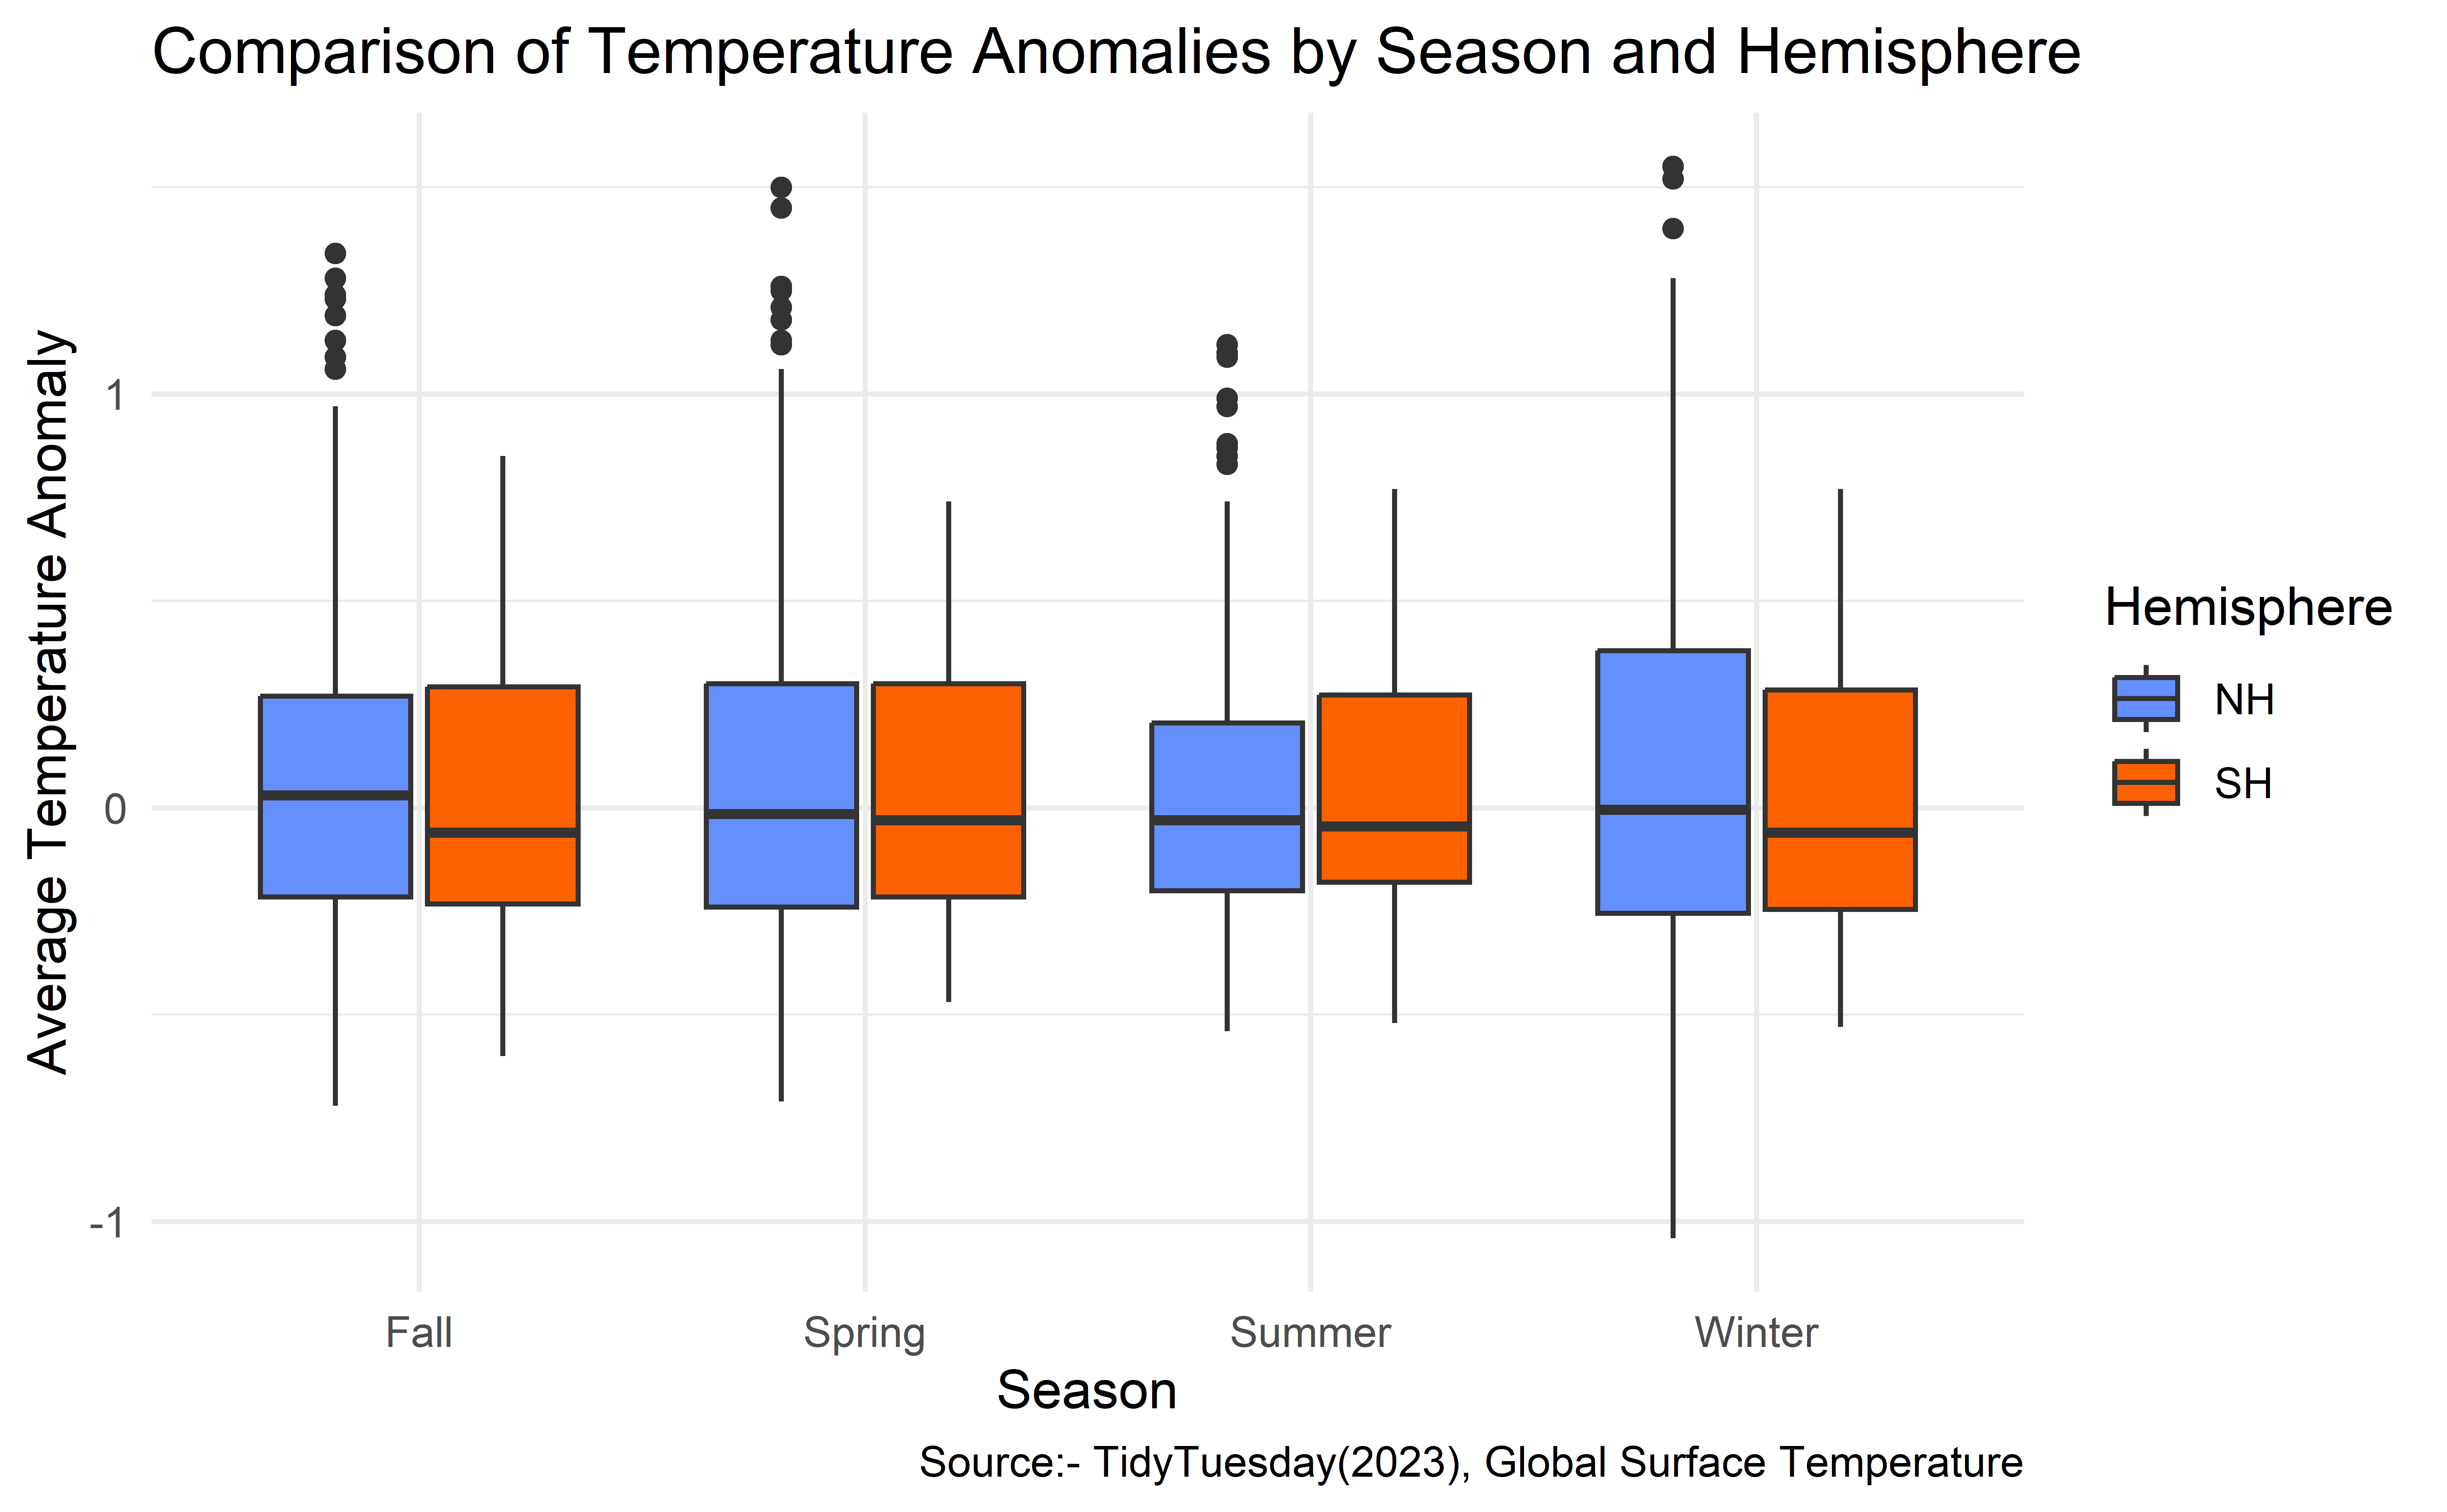 Comparison of Temperature Anomalies by Season and Hemisphere
Average Temperature Anomaly
1
0
-1
Fall
Spring
Summer
Winter
Season
Hemisphere
NH
SH
Source:- TidyTuesday(2023), Global Surface Temperature